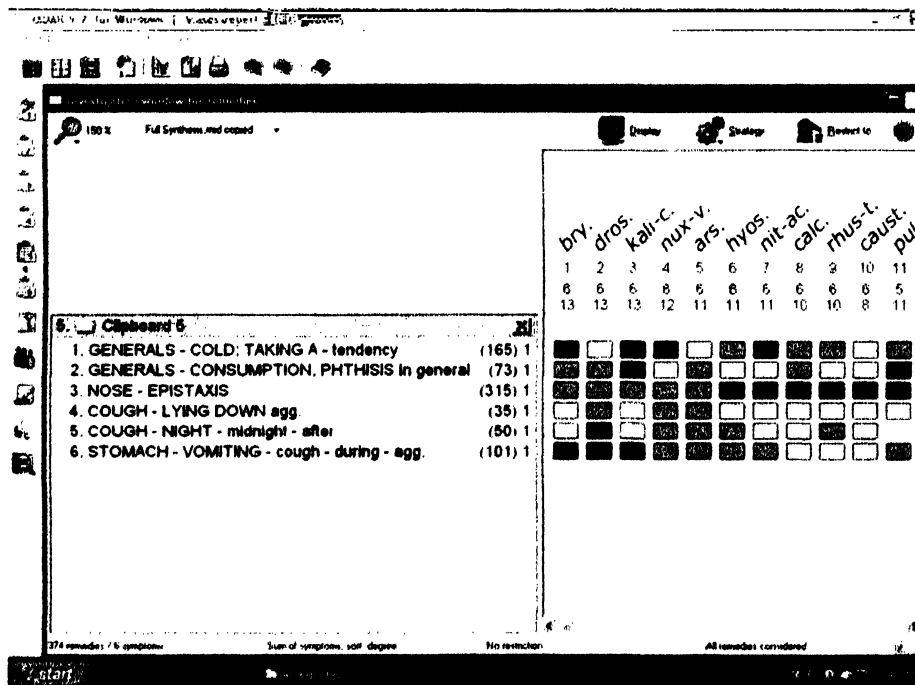 150 %
Full Synthesis, md copied
Display
Strategy
Restrict to
bry. dros. kali-c. nux-v. ars. hyos. nit-ac. calc. rhus-t. caust.
1 2 3 4 5 6 7 8 9 10 11
6 6 6 6 6 6 6 6 6 6 5
13 13 13 12 11 11 11 10 10 8 11
5. Clipboard 5
1. GENERALS - COLD; TAKING A - tendency (165) 1
2. GENERALS - CONSUMPTION, PHTHISIS in general (73) 1
3. NOSE - EPISTAXIS (315) 1
4. COUGH - LYING DOWN agg. (35) 1
5. COUGH - NIGHT - midnight - after (50) 1
6. STOMACH - VOMITING - cough - during - agg. (101) 1
374 remedies / 6 symptoms
Sum of symptoms, sort: degree
No restriction
All remedies considered
start